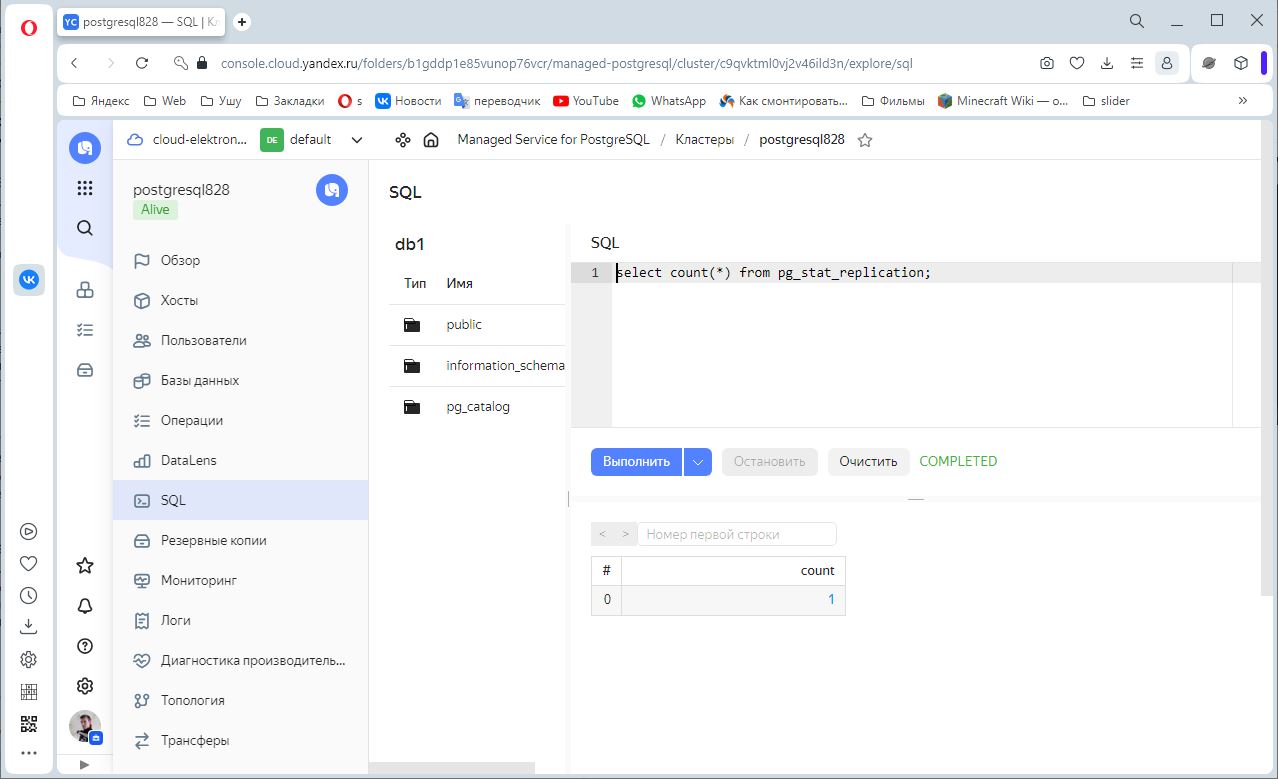 YC postgresql828 — SQL | Кл
console.cloud.yandex.ru/folders/b1gddp1e85vunop76vcr/managed-postgresql/cluster/c9qvktml0vj2v46ild3n/explore/sql
Яндекс Web Ушу Закладки s Новости переводчик YouTube WhatsApp Как смонтировать... Фильмы Minecraft Wiki — о... slider »
cloud-elektron... DE default Managed Service for PostgreSQL / Кластеры / postgresql828
postgresql828
Alive
Обзор
Хосты
Пользователи
Базы данных
Операции
DataLens
SQL
Резервные копии
Мониторинг
Логи
Диагностика производитель...
Топология
Трансферы
SQL
db1
Тип Имя
public
information_schema
pg_catalog
SQL
1 select count(*) from pg_stat_replication;
Выполнить Остановить Очистить COMPLETED
< > Номер первой строки
# count
0 1